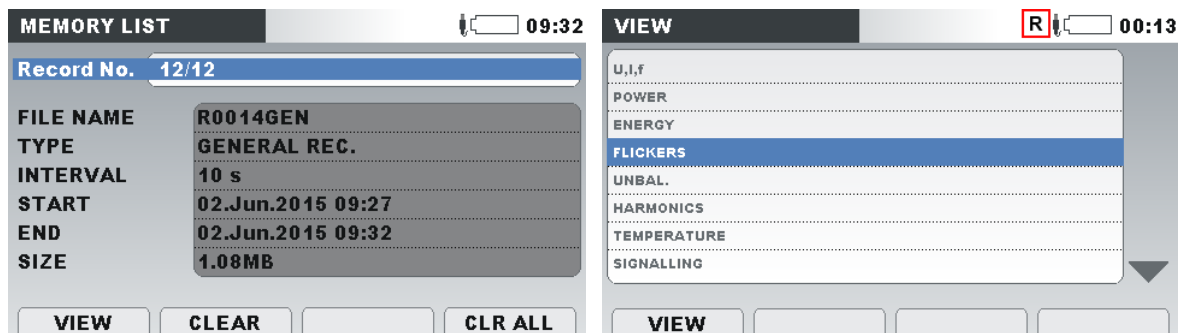 MEMORY LIST 09:32
Record No. 12/12
FILE NAME R0014GEN
TYPE GENERAL REC.
INTERVAL 10 s
START 02.Jun.2015 09:27
END 02.Jun.2015 09:32
SIZE 1.08MB
VIEW CLEAR CLR ALL
VIEW R 00:13
U,I,f
POWER
ENERGY
FLICKERS
UNBAL.
HARMONICS
TEMPERATURE
SIGNALLING
VIEW